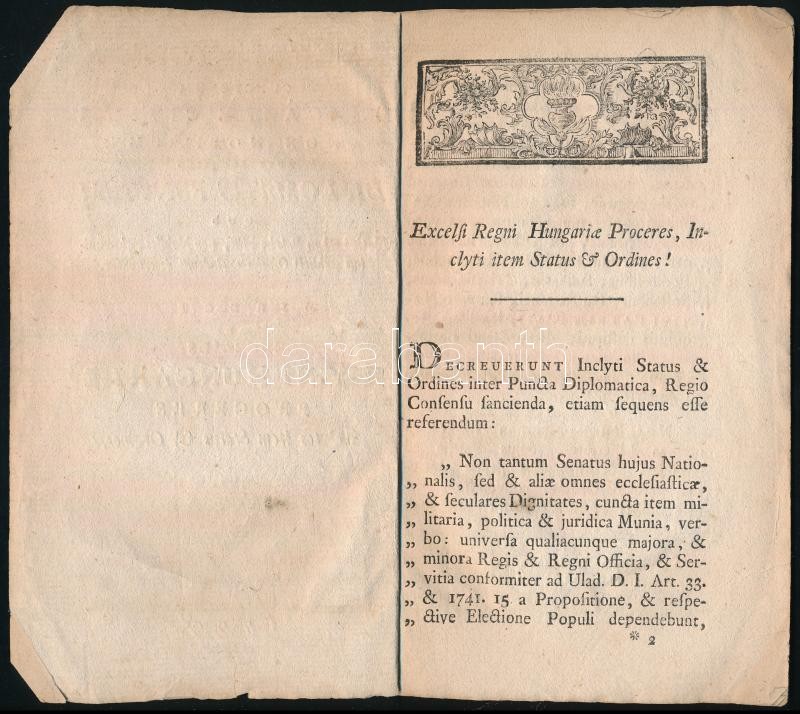 Excelſi Regni Hungariæ Proceres, In-
clyti item Status & Ordines!
DECREUERUNT Inclyti Status &
Ordines inter Puncta Diplomatica, Regio
Conſenſu ſancienda, etiam ſequens eſſe
referendum:
„ Non tantum Senatus hujus Natio-
„ nalis, ſed & aliæ omnes eccleſiaſticæ,
„ & ſeculares Dignitates, cuncta item mi-
„ litaria, politica & juridica Munia, ver-
„ bo: univerſa qualiacunque majora, &
„ minora Regis & Regni Officia, & Ser-
„ vitia conformiter ad Ulad. D. I. Art. 33.
„ & 1741. 15 a Propoſitione, & reſpe-
„ ctive Electione Populi dependebunt,
* 2
darabanth